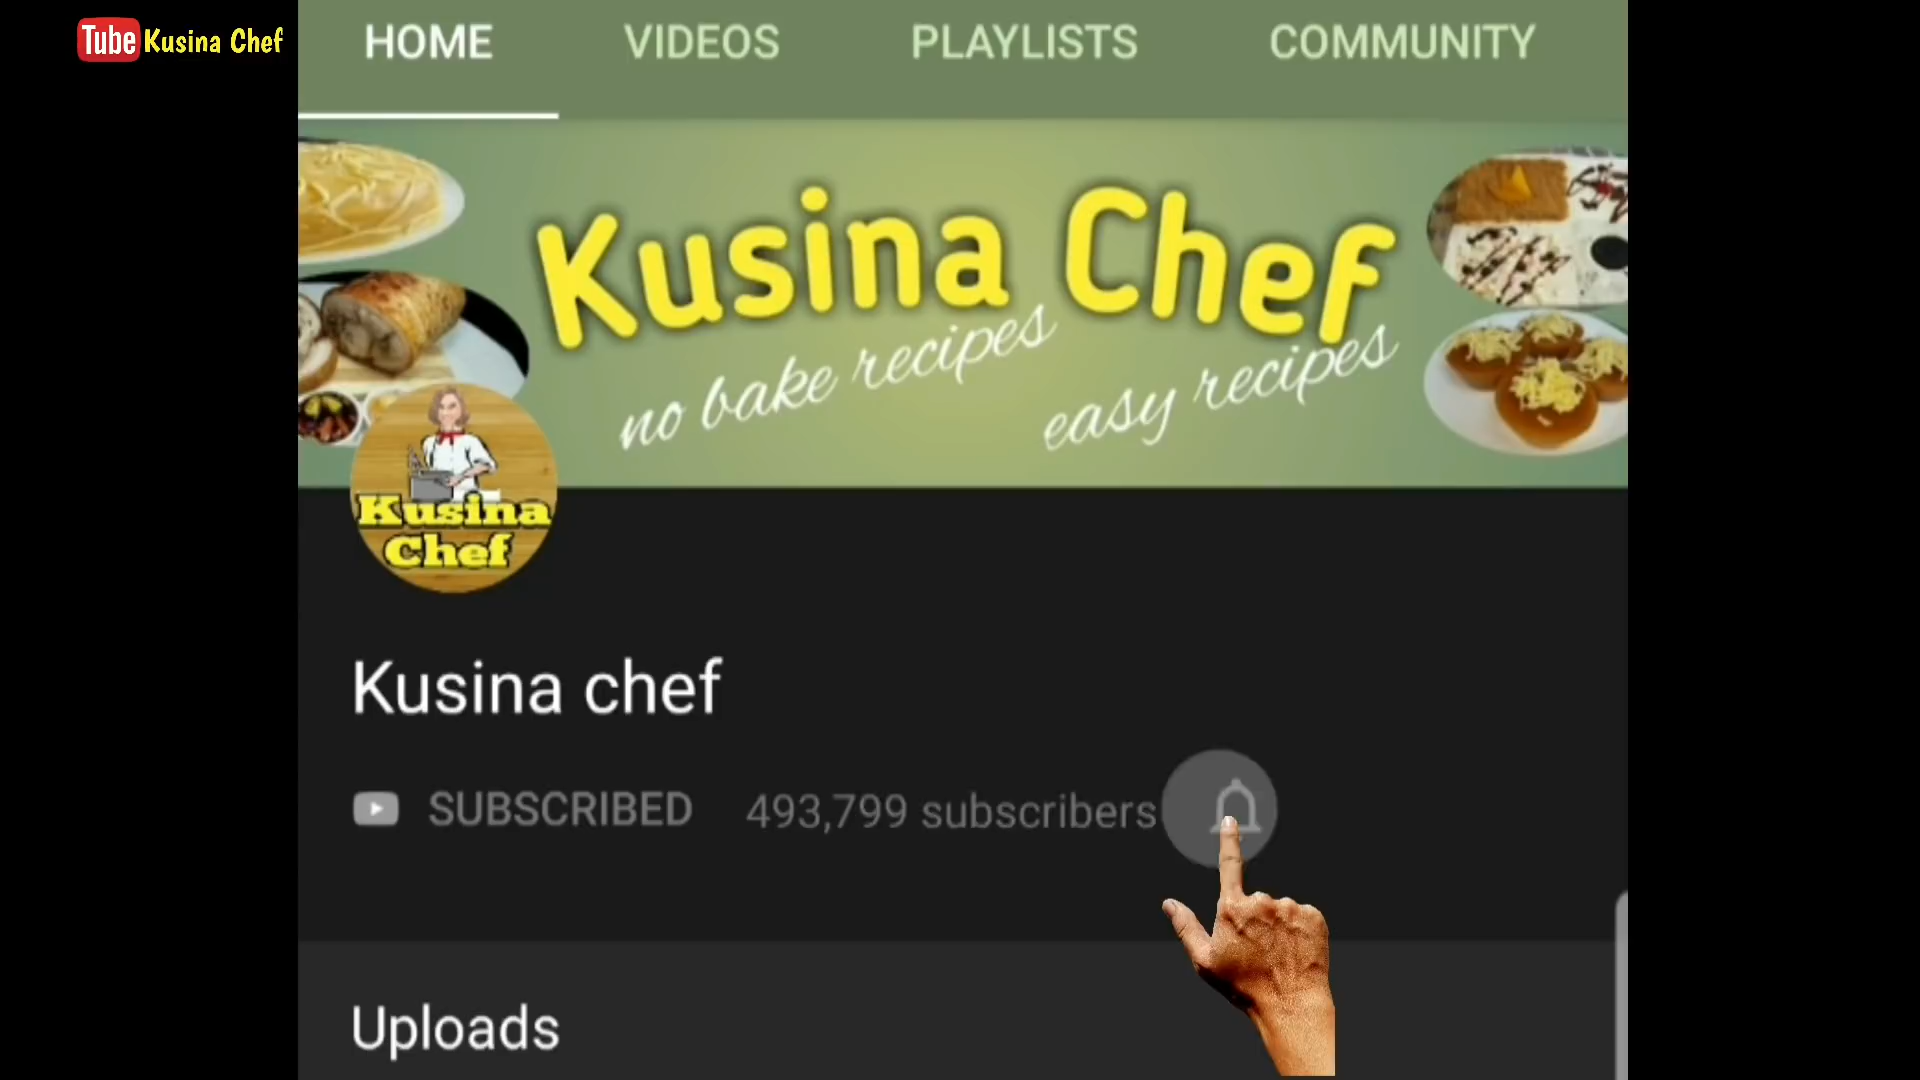 Tube Kusina Chef
HOME VIDEOS PLAYLISTS COMMUNITY
Kusina Chef
no bake recipes
easy recipes
Kusina
Chef
Kusina chef
SUBSCRIBED 493,799 subscribers
Uploads